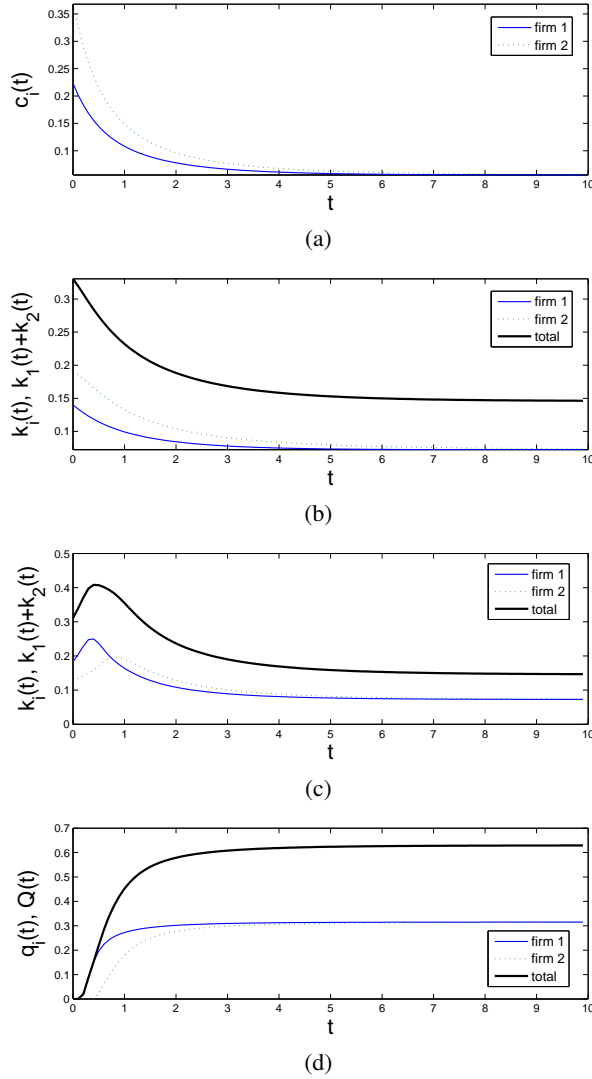 0.35
0.3
0.25
0.2
0.15
0.1
c_i(t)
firm 1
firm 2
0 1 2 3 4 5 6 7 8 9 10
t
(a)
0.3
0.25
0.2
0.15
0.1
k_i(t), k_1(t)+k_2(t)
firm 1
firm 2
total
0 1 2 3 4 5 6 7 8 9 10
t
(b)
0.5
0.4
0.3
0.2
0.1
0
k_i(t), k_1(t)+k_2(t)
firm 1
firm 2
total
0 1 2 3 4 5 6 7 8 9 10
t
(c)
0.7
0.6
0.5
0.4
0.3
0.2
0.1
0
q_i(t), Q(t)
firm 1
firm 2
total
0 1 2 3 4 5 6 7 8 9 10
t
(d)